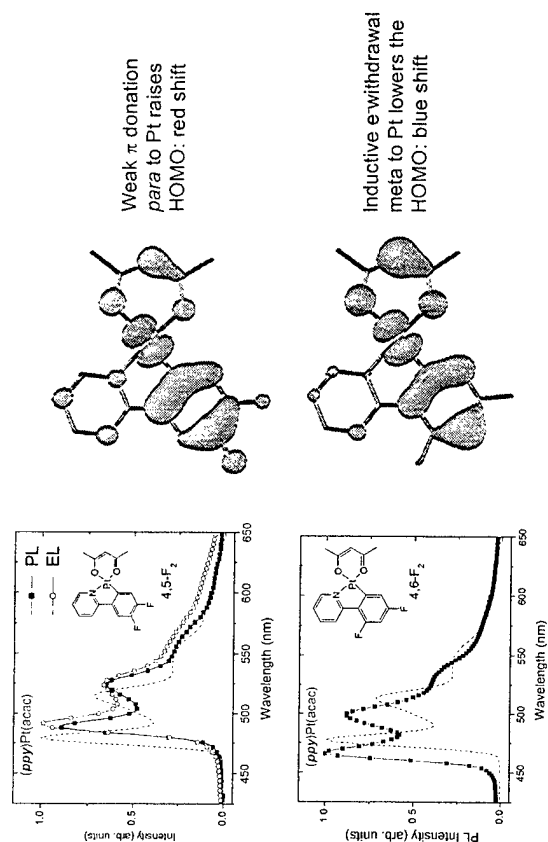 PL
EL
(ppy)Pt(acac)
N
Pt
O
O
F
F
4,5-F₂
Intensity (arb. units)
1.0
0.5
0.0
450 500 550 600 650
Wavelength (nm)
Weak π donation
para to Pt raises
HOMO: red shift
(ppy)Pt(acac)
N
Pt
O
O
F
F
4,6-F₂
PL Intensity (arb. units)
1.0
0.5
0.0
450 500 550 600 650
Wavelength (nm)
Inductive e⁻withdrawal
meta to Pt lowers the
HOMO: blue shift